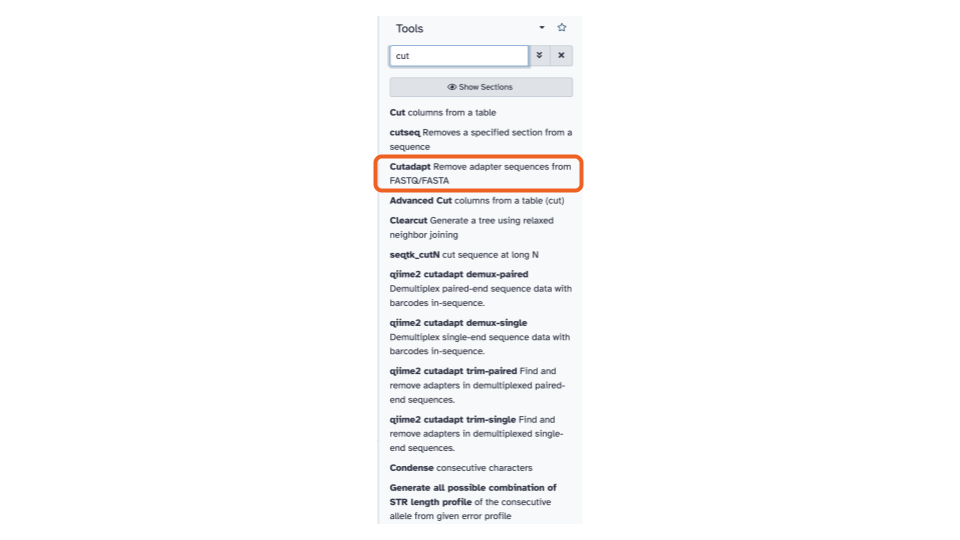 Tools
cut
Show Sections
Cut columns from a table
cutseq Removes a specified section from a
sequence
Cutadapt Remove adapter sequences from
FASTQ/FASTA
Advanced Cut columns from a table (cut)
Clearcut Generate a tree using relaxed
neighbor joining
seqtk_cutN cut sequence at long N
qiime2 cutadapt demux-paired
Demultiplex paired-end sequence data with
barcodes in-sequence.
qiime2 cutadapt demux-single
Demultiplex single-end sequence data with
barcodes in-sequence.
qiime2 cutadapt trim-paired Find and
remove adapters in demultiplexed paired-
end sequences.
qiime2 cutadapt trim-single Find and
remove adapters in demultiplexed single-
end sequences.
Condense consecutive characters
Generate all possible combination of
STR length profile of the consecutive
allele from given error profile